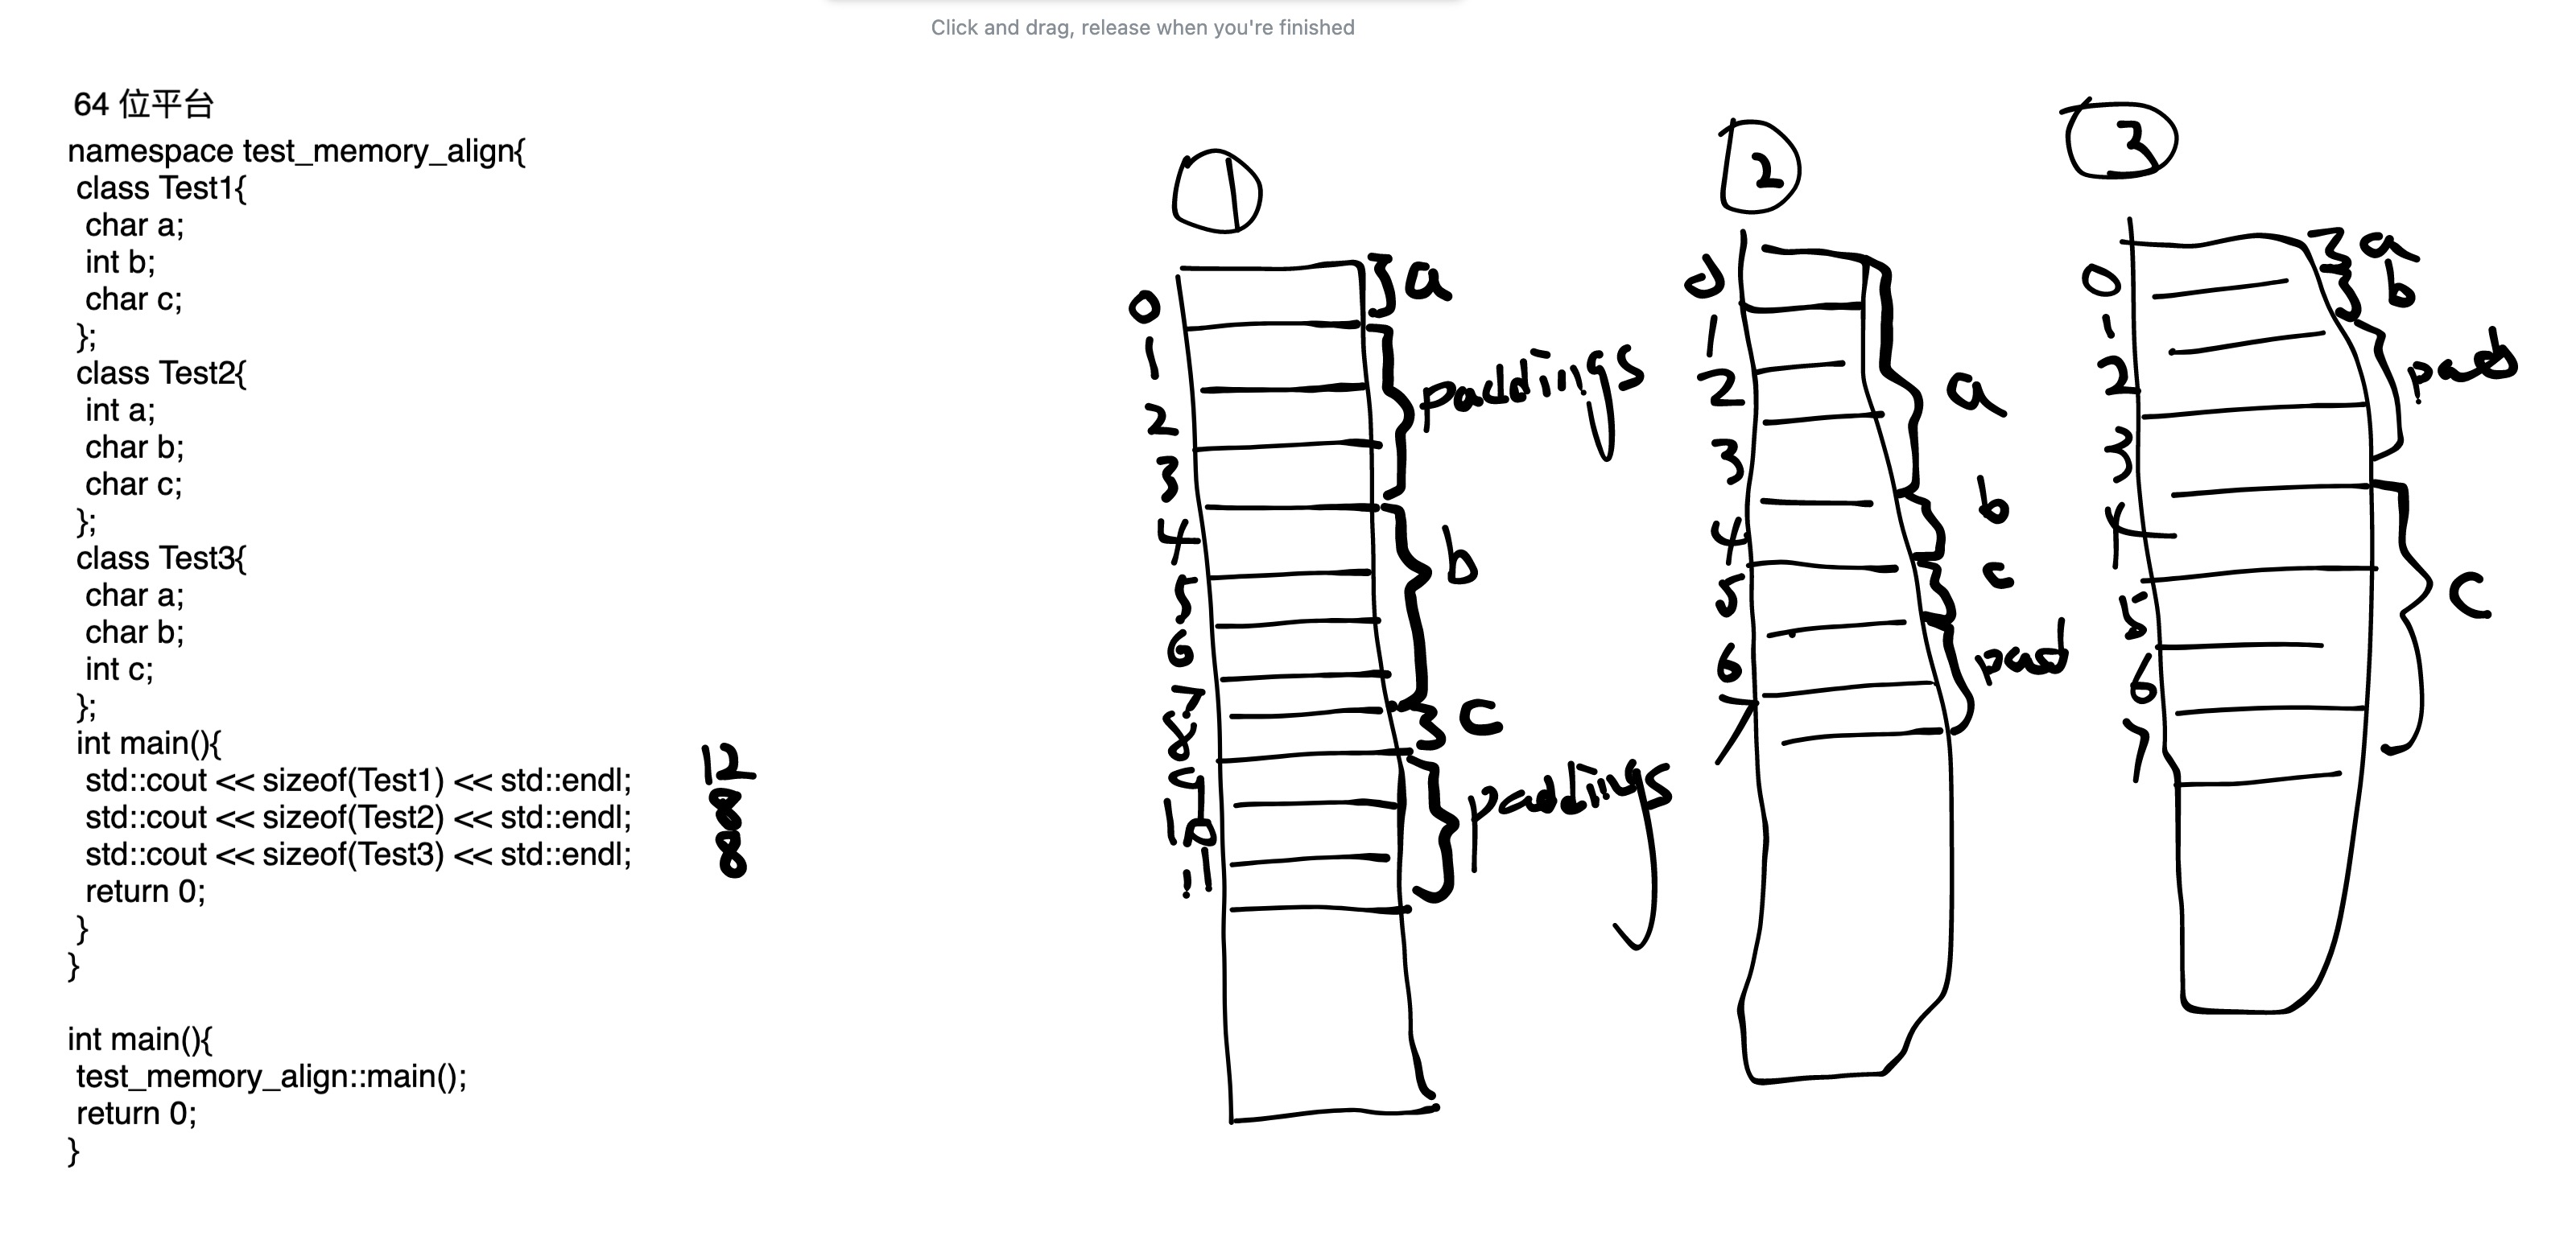 Click and drag, release when you're finished
64 位平台
namespace test_memory_align{
class Test1{
char a;
int b;
char c;
};
class Test2{
int a;
char b;
char c;
};
class Test3{
char a;
char b;
int c;
};
int main(){
std::cout << sizeof(Test1) << std::endl; 12
std::cout << sizeof(Test2) << std::endl; 8
std::cout << sizeof(Test3) << std::endl; 8
return 0;
}
}
int main(){
test_memory_align::main();
return 0;
}
1
a
0
1
paddings
2
3
4
b
5
6
7
c
8
9
paddings
10
11
2
0
1
2
a
3
b
4
c
5
pad
6
7
3
a
0
b
1
pad
2
3
4
c
5
6
7